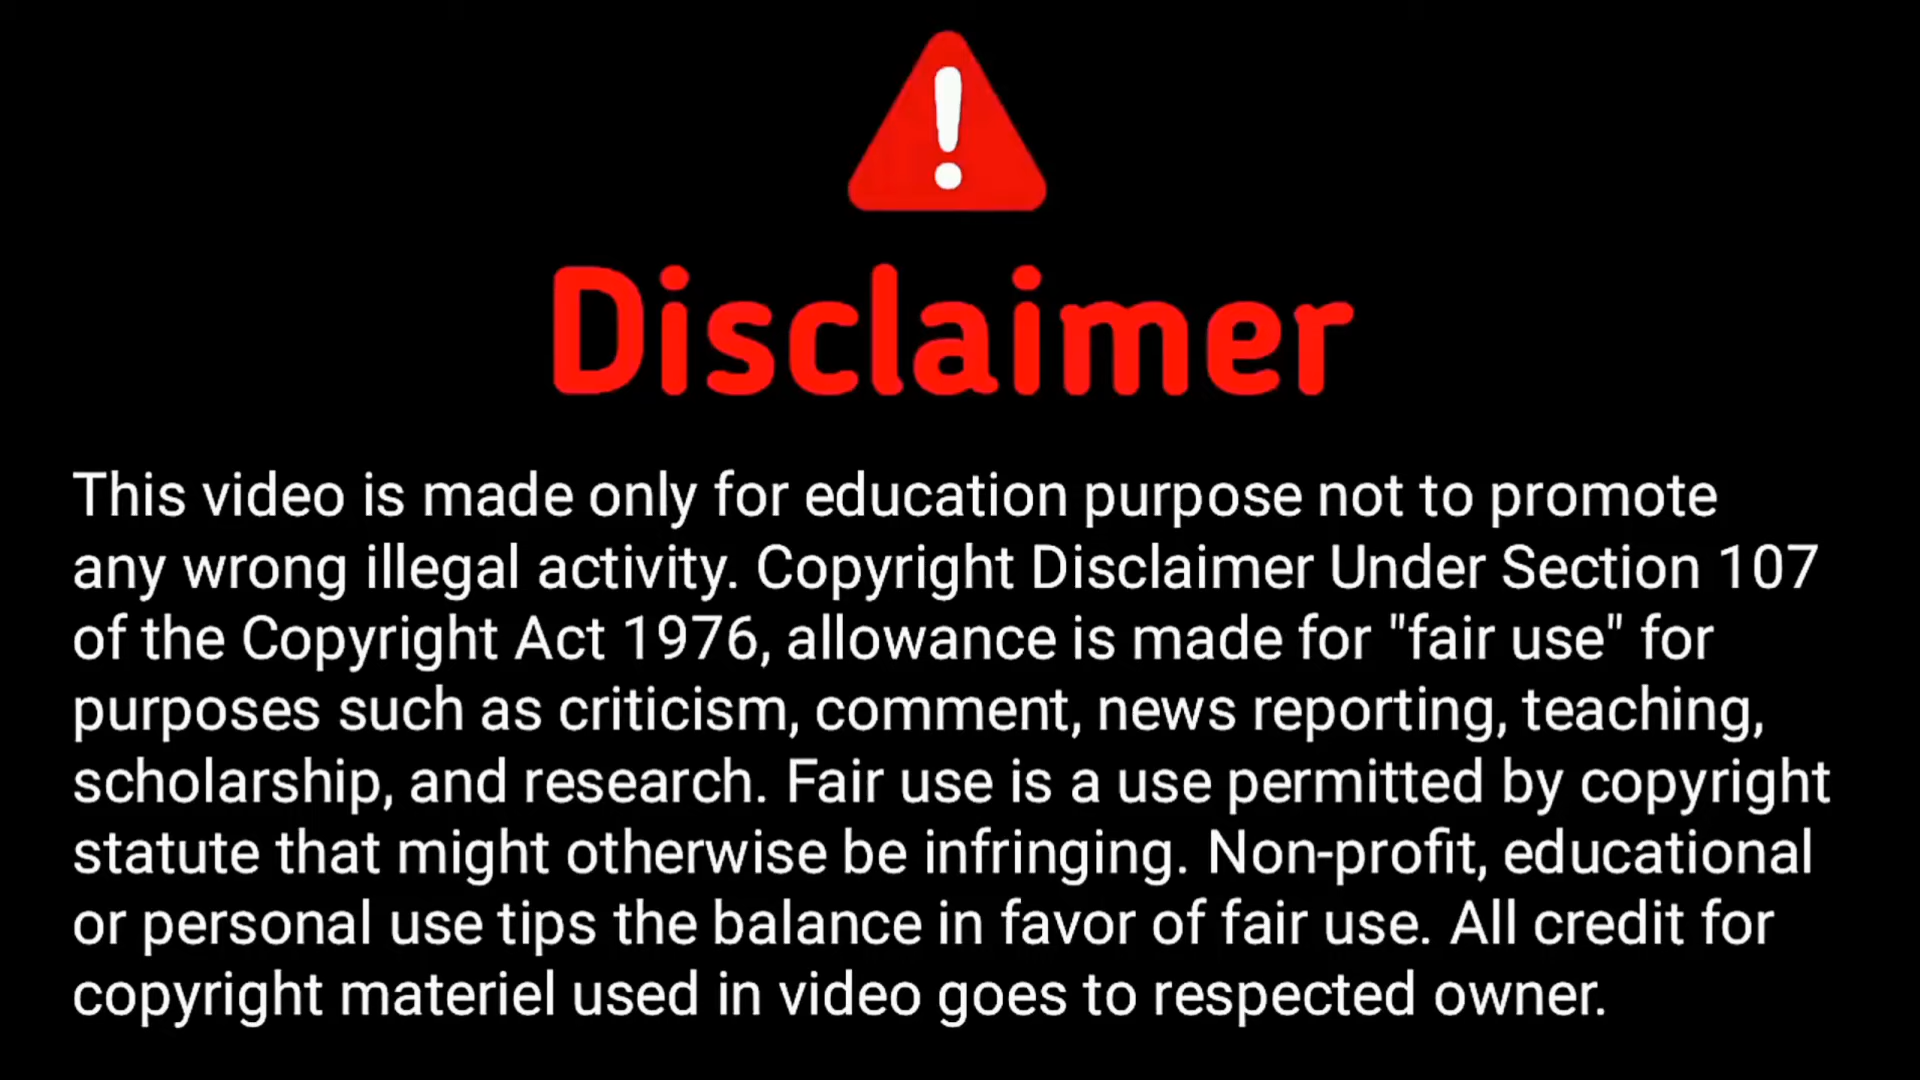 Disclaimer
This video is made only for education purpose not to promote
any wrong illegal activity. Copyright Disclaimer Under Section 107
of the Copyright Act 1976, allowance is made for "fair use" for
purposes such as criticism, comment, news reporting, teaching,
scholarship, and research. Fair use is a use permitted by copyright
statute that might otherwise be infringing. Non-profit, educational
or personal use tips the balance in favor of fair use. All credit for
copyright materiel used in video goes to respected owner.